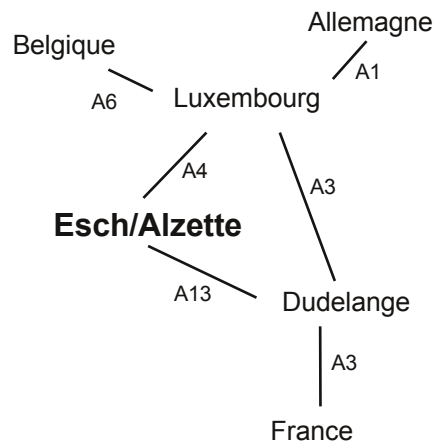 Allemagne
Belgique
A1
A6
Luxembourg
A4
A3
Esch/Alzette
A13
Dudelange
A3
France